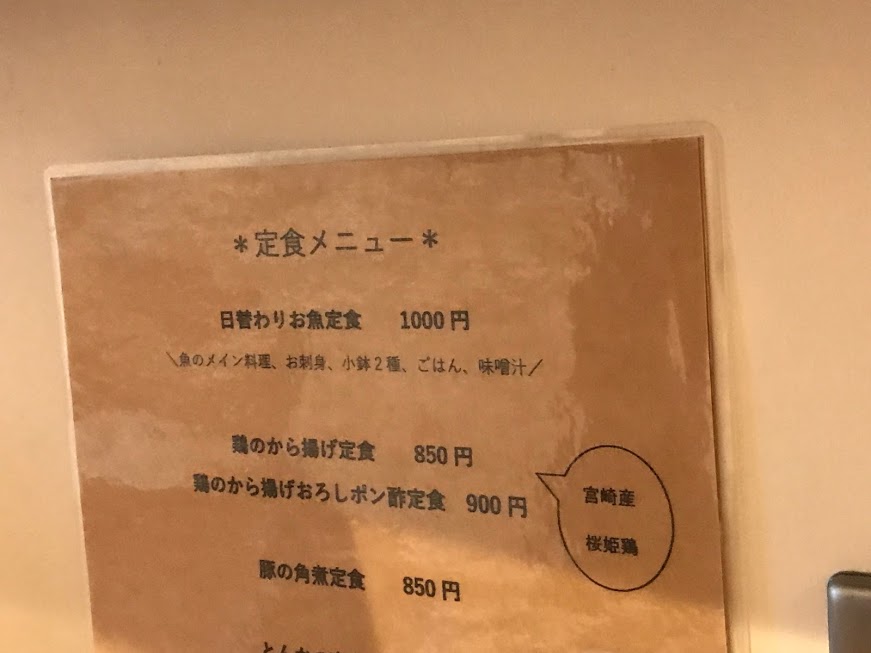 ＊定食メニュー＊
日替わりお魚定食 1000円
＼魚のメイン料理、お刺身、小鉢２種、ごはん、味噌汁／
鶏のから揚げ定食 850円
鶏のから揚げおろしポン酢定食 900円
宮崎産
桜姫鶏
豚の角煮定食 850円